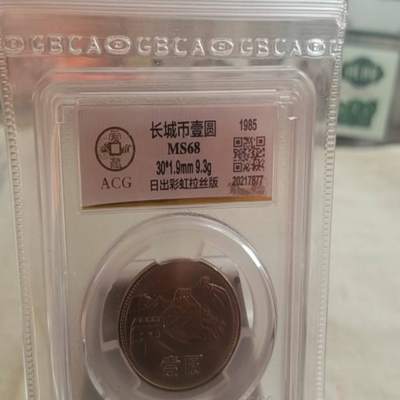 GBCA GBCA GBCA
长城币壹圆 1985
MS68
30*1.9mm 9.3g
ACG 日出彩虹拉丝版 20217877
壹圆